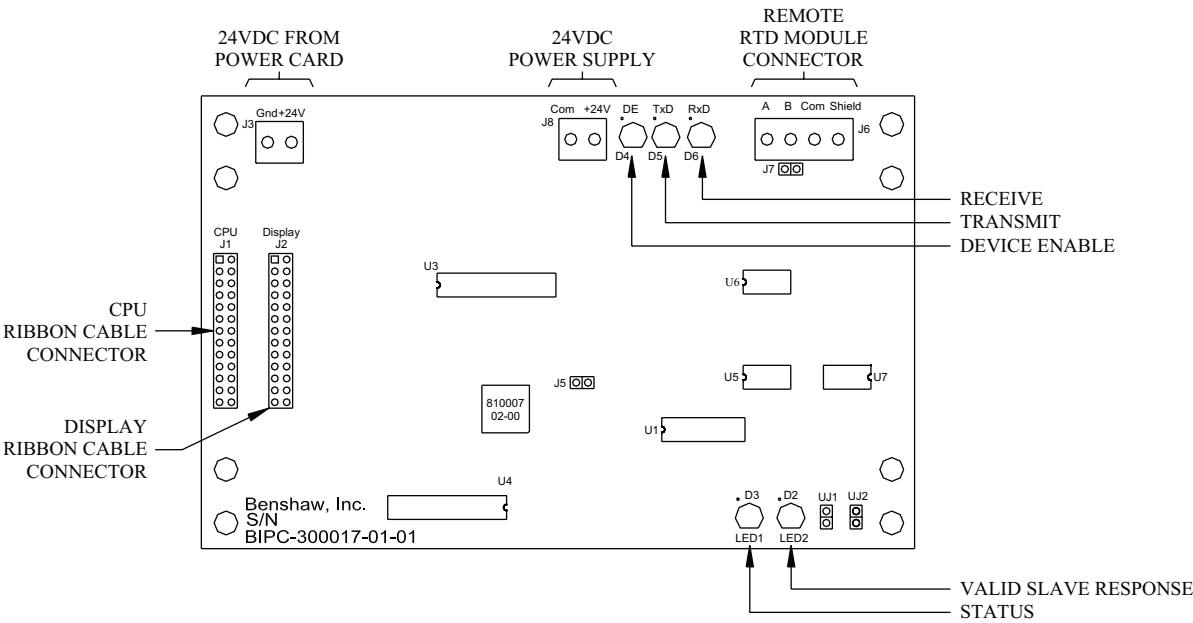 24VDC FROM
POWER CARD
24VDC
POWER SUPPLY
REMOTE
RTD MODULE
CONNECTOR
Gnd+24V
J3
Com +24V
J8
DE TxD RxD
D4 D5 D6
A B Com Shield
J6
J7
RECEIVE
TRANSMIT
DEVICE ENABLE
CPU
J1
Display
J2
U3
U6
CPU
RIBBON CABLE
CONNECTOR
J5
U5
U7
810007
02-00
U1
DISPLAY
RIBBON CABLE
CONNECTOR
U4
Benshaw, Inc.
S/N
BIPC-300017-01-01
D3 D2 UJ1 UJ2
LED1 LED2
VALID SLAVE RESPONSE
STATUS